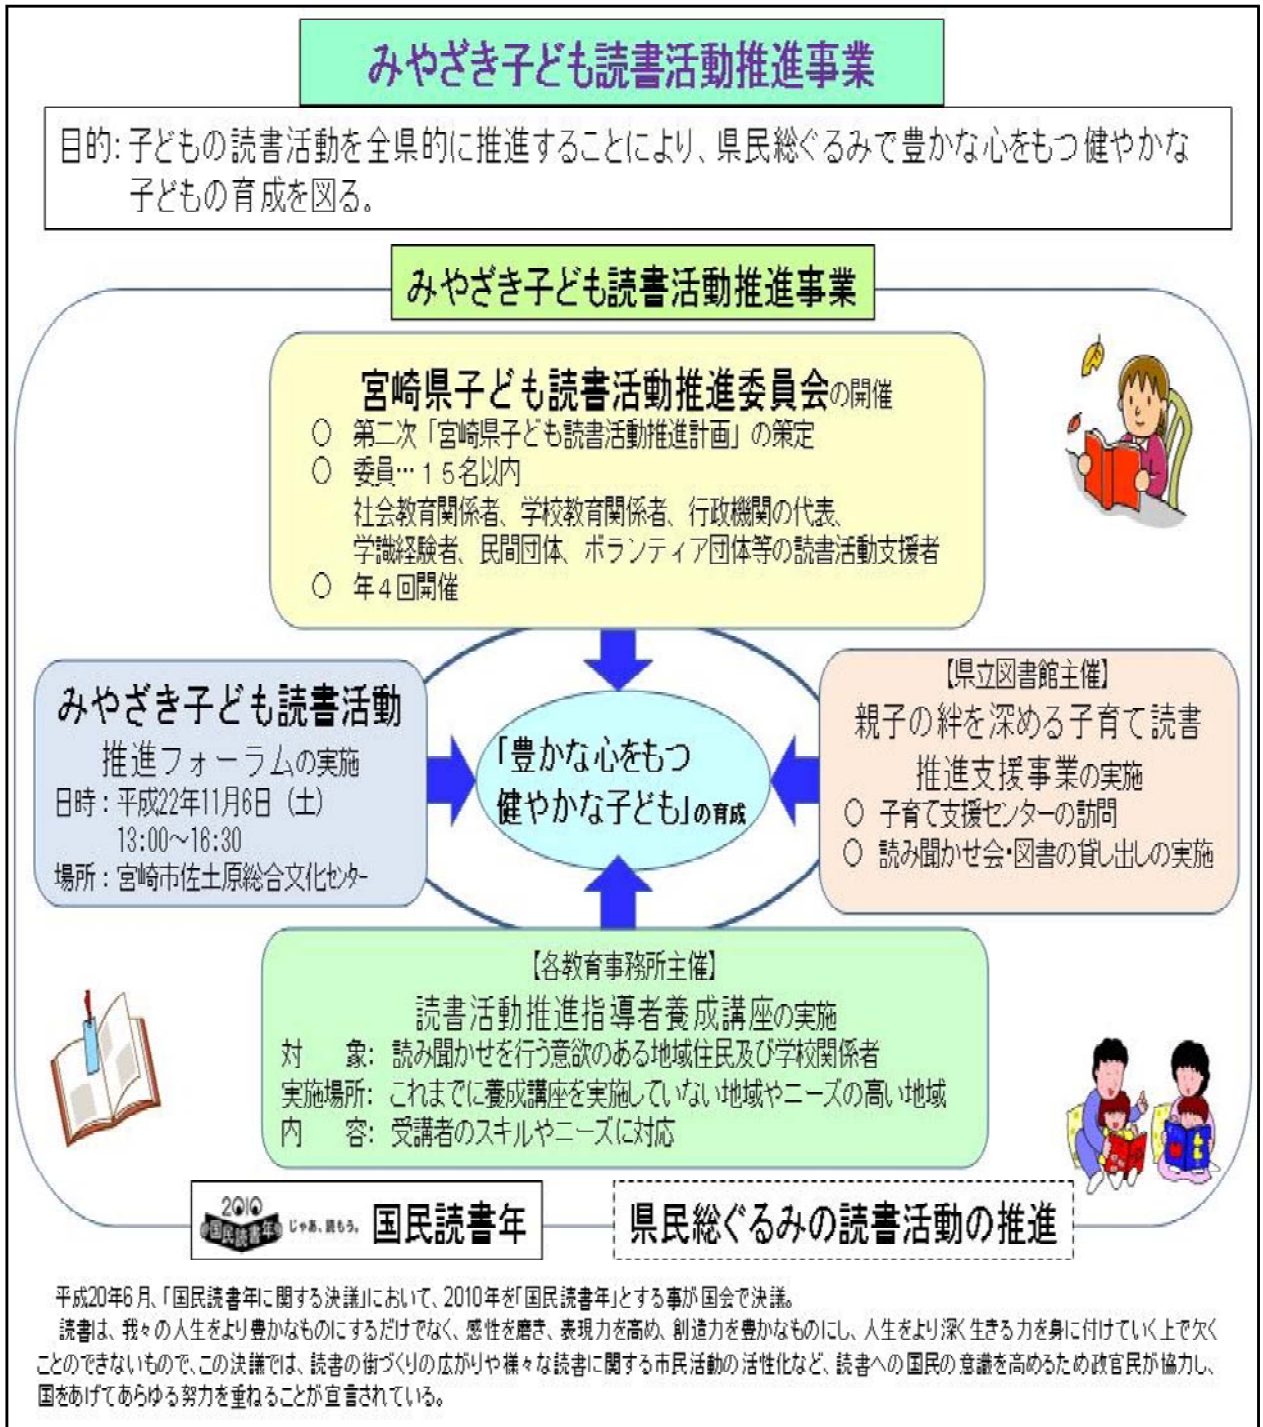 みやざき子ども読書活動推進事業
目的:子どもの読書活動を全県的に推進することにより、県民総ぐるみで豊かな心をもつ健やかな
子どもの育成を図る。
みやざき子ども読書活動推進事業
宮崎県子ども読書活動推進委員会の開催
○ 第二次「宮崎県子ども読書活動推進計画」の策定
○ 委員…15名以内
社会教育関係者、学校教育関係者、行政機関の代表、
学識経験者、民間団体、ボランティア団体等の読書活動支援者
○ 年4回開催
みやざき子ども読書活動
推進フォーラムの実施
日時:平成22年11月6日(土)
13:00~16:30
場所:宮崎市佐土原総合文化センター
「豊かな心をもつ
健やかな子ども」の育成
【県立図書館主催】
親子の絆を深める子育て読書
推進支援事業の実施
○ 子育て支援センターの訪問
○ 読み聞かせ会・図書の貸し出しの実施
【各教育事務所主催】
読書活動推進指導者養成講座の実施
対 象: 読み聞かせを行う意欲のある地域住民及び学校関係者
実施場所: これまでに養成講座を実施していない地域やニーズの高い地域
内 容: 受講者のスキルやニーズに対応
2010
国民読書年 じゃあ、読もう。 国民読書年
県民総ぐるみの読書活動の推進
平成20年6月、「国民読書年に関する決議」において、2010年を「国民読書年」とする事が国会で決議。
読書は、我々の人生をより豊かなものにするだけでなく、感性を磨き、表現力を高め、創造力を豊かなものにし、人生をより深く生きる力を身に付けていく上で欠く
ことのできないもので、この決議では、読書の街づくりの広がりや様々な読書に関する市民活動の活性化など、読書への国民の意識を高めるため政官民が協力し、
国をあげてあらゆる努力を重ねることが宣言されている。